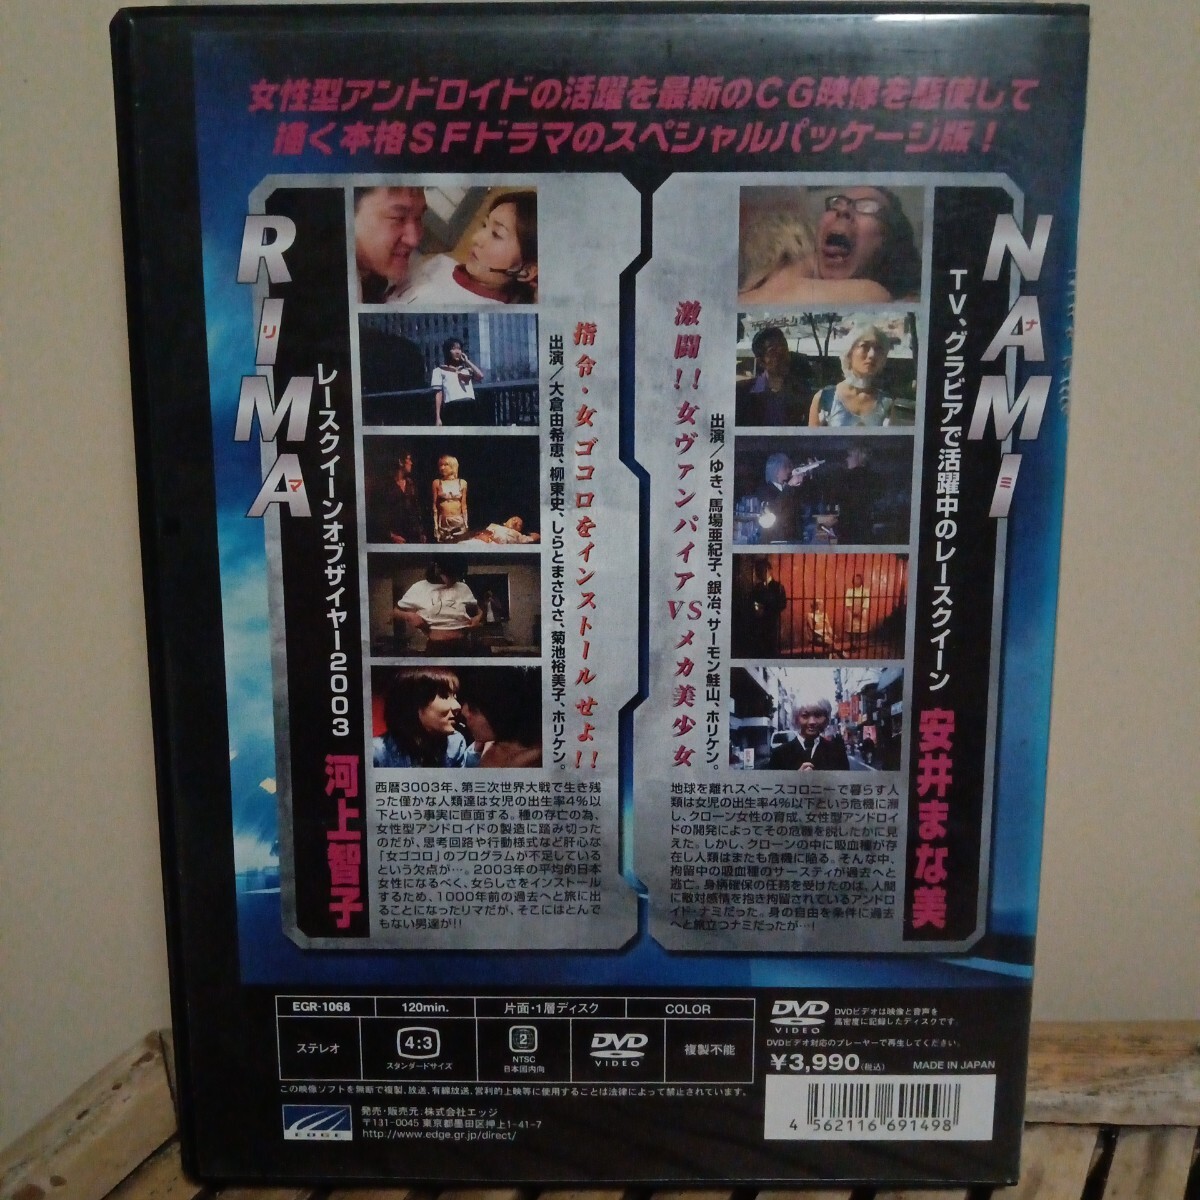 女性型アンドロイドの活躍を最新のCG映像を駆使して
描く本格SFドラマのスペシャルパッケージ版！
RIMA
リマ
レースクイーンオブザイヤー2003
河上智子
指令・女ゴコロをインストールせよ!!
出演／大倉由希恵、柳東史、しらとまさひさ、菊池裕美子、ホリケン。
西暦3003年、第三次世界大戦で生き残
った僅かな人類達は女児の出生率4%以
下という事実に直面する。種の存亡の為、
女性型アンドロイドの製造に踏み切った
のだが、思考回路や行動様式など肝心な
「女ゴコロ」のプログラムが不足している
という欠点が…。2003年の平均的日本
女性になるべく、女らしさをインストール
するため、1000年前の過去へと旅に出
ることになったリマだが、そこにはとんで
もない男達が!!
NAMI
ナミ
TV、グラビアで活躍中のレースクイーン
安井まな美
激闘!!女ヴァンパイアVSメカ美少女
出演／ゆき、馬場亜紀子、銀冶、サーモン鮭山、ホリケン。
地球を離れスペースコロニーで暮らす人
類は女児の出生率4%以下という危機に瀕
し、クローン女性の育成、女性型アンドロイ
ドの開発によってその危機を脱したかに見
えた。しかし、クローンの中に吸血種が存
在し人類はまたも危機に陥る。そんな中、
拘留中の吸血種のサースティが過去へと
逃亡。身柄確保の任務を受けたのは、人間
に敵対感情を抱き拘留されているアンドロ
イド・ナミだった。身の自由を条件に過去
へと旅立つナミだったが…!
EGR-1068
120min.
片面・1層ディスク
COLOR
ステレオ
4:3
スタンダードサイズ
2
NTSC
日本国内向
DVD
VIDEO
複製不能
DVD
VIDEO
DVDビデオは映像と音声を
高密度に記録したディスクです。
DVDビデオ対応のプレーヤーで再生してください。
¥3,990(税込)
MADE IN JAPAN
この映像ソフトを無断で複製、放送、有線放送、営利的上映等に使用することは法律によって禁止されています。
EDGE
発売・販売元、株式会社エッジ
〒131-0045 東京都墨田区押上1-41-7
http://www.edge.gr.jp/direct/
4 562116 691498